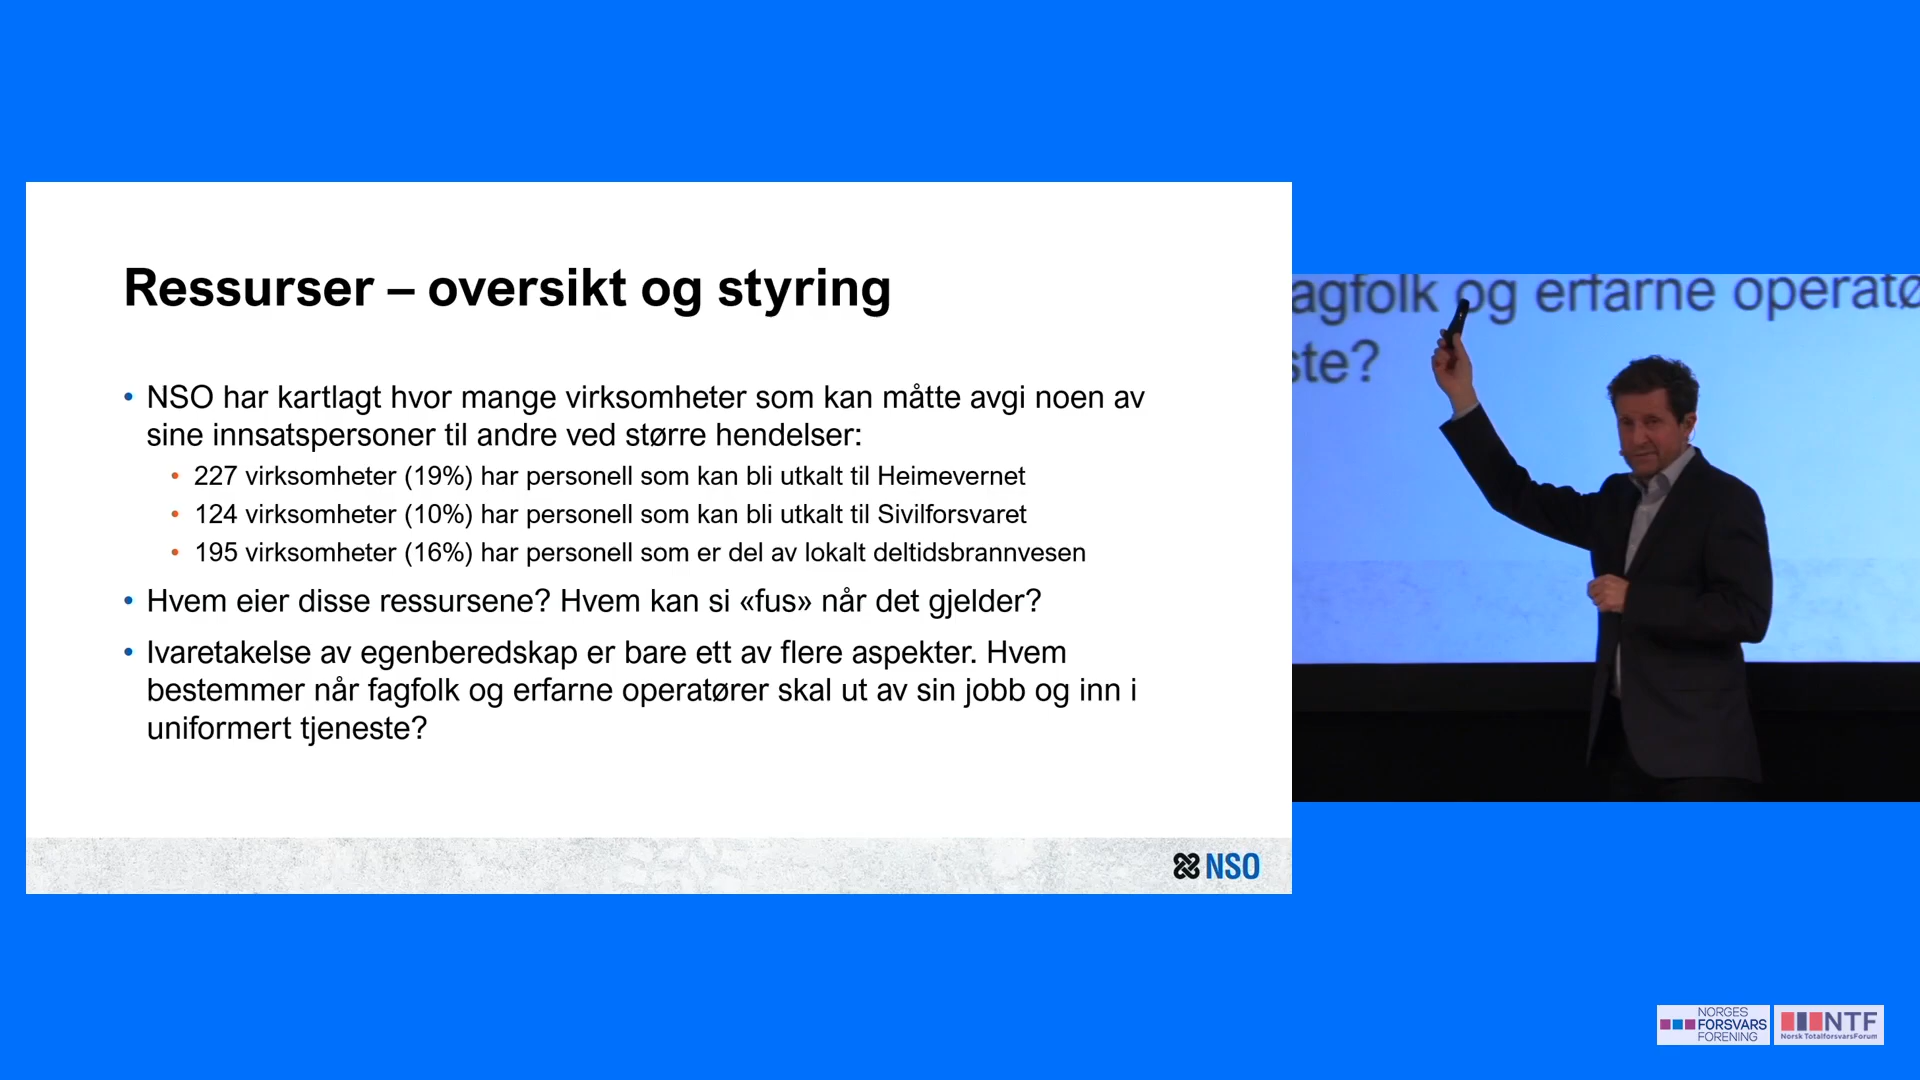 Ressurser – oversikt og styring
• NSO har kartlagt hvor mange virksomheter som kan måtte avgi noen av
sine innsatspersoner til andre ved større hendelser:
• 227 virksomheter (19%) har personell som kan bli utkalt til Heimevernet
• 124 virksomheter (10%) har personell som kan bli utkalt til Sivilforsvaret
• 195 virksomheter (16%) har personell som er del av lokalt deltidsbrannvesen
• Hvem eier disse ressursene? Hvem kan si «fus» når det gjelder?
• Ivaretakelse av egenberedskap er bare ett av flere aspekter. Hvem
bestemmer når fagfolk og erfarne operatører skal ut av sin jobb og inn i
uniformert tjeneste?
NSO
agfolk og erfarne operatø
ste?
NORGES
FORSVARS
FORENING
NTF
Norsk TotalforsvarsForum